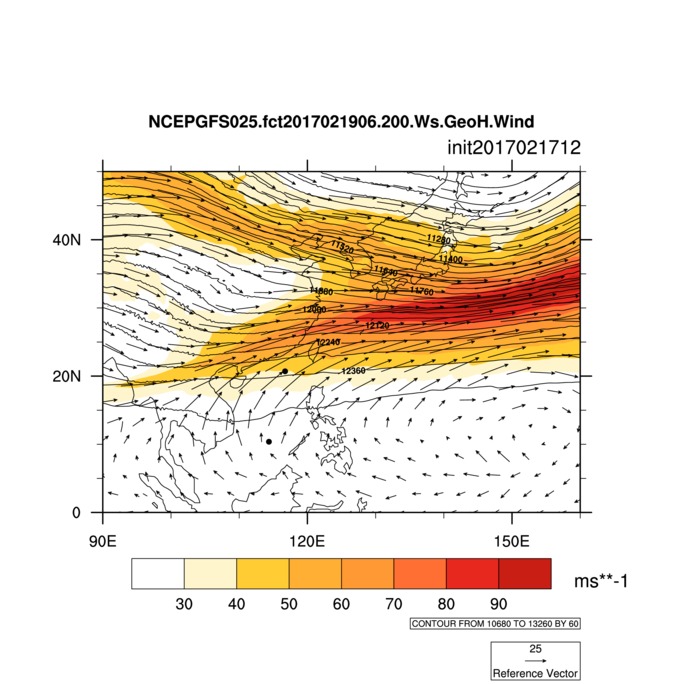 NCEPGFS025.fct2017021906.200.Ws.GeoH.Wind
init2017021712
40N
11520
11280
11400
11640
11880
11760
12000
12120
12240
20N
12360
0
90E 120E 150E
30 40 50 60 70 80 90
ms**-1
CONTOUR FROM 10680 TO 13260 BY 60
25
Reference Vector